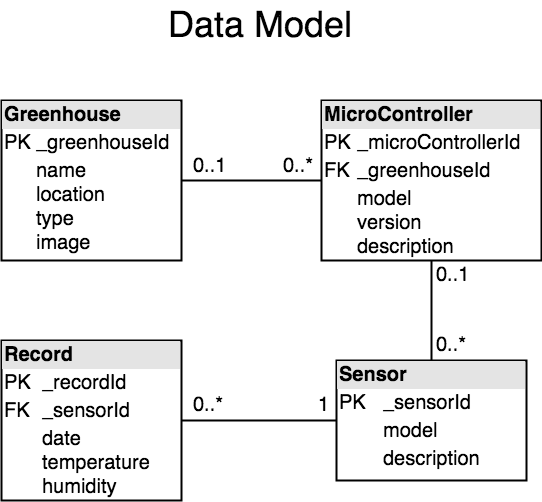 Data Model
Greenhouse
PK _greenhouseId
name
location
type
image
0..1
0..*
MicroController
PK _microControllerId
FK _greenhouseId
model
version
description
0..1
0..*
Record
PK _recordId
FK _sensorId
date
temperature
humidity
0..*
1
Sensor
PK _sensorId
model
description